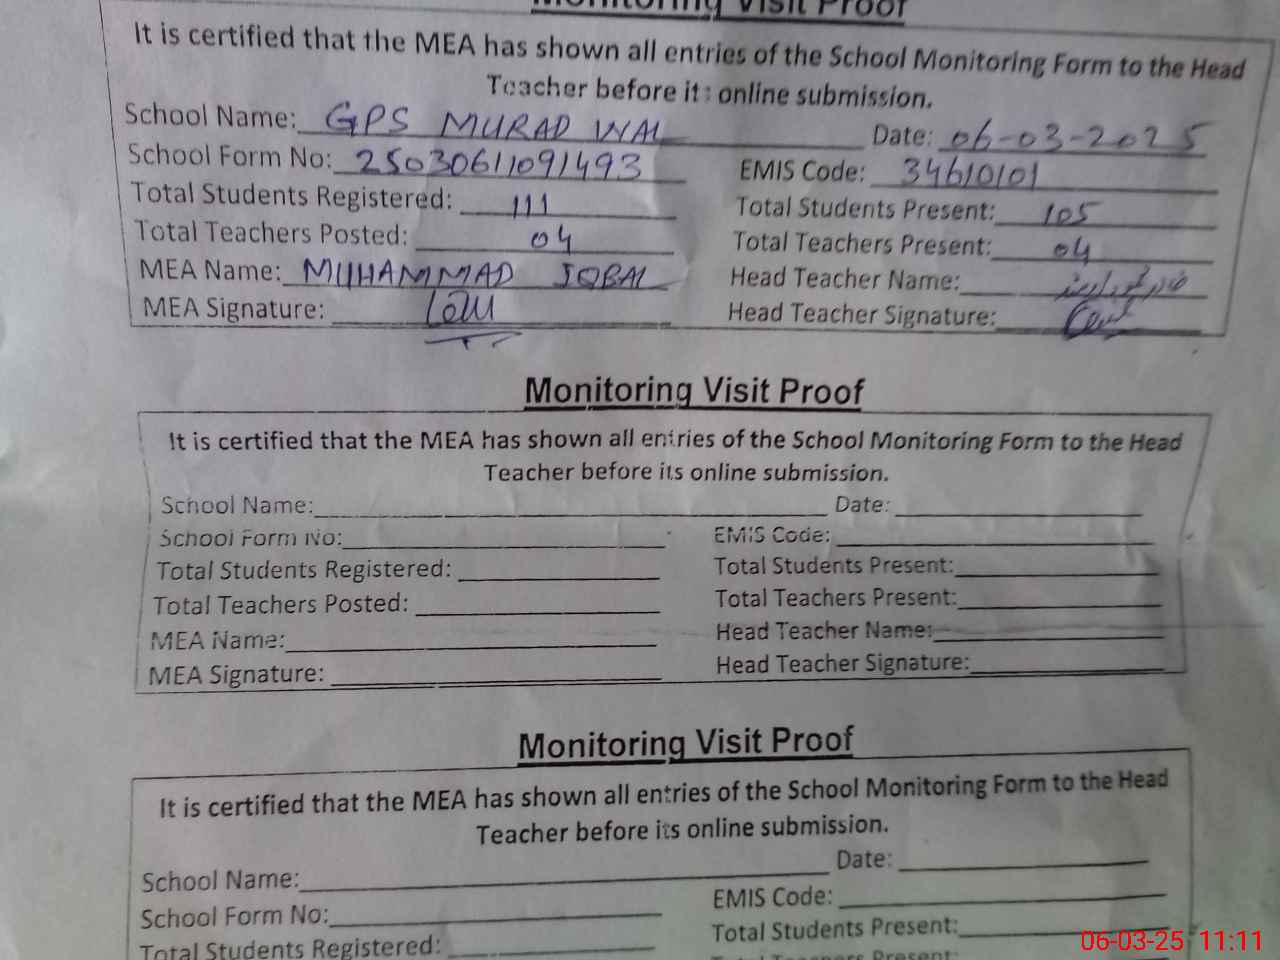 Monitoring Visit Proof
It is certified that the MEA has shown all entries of the School Monitoring Form to the Head
Teacher before its online submission.
School Name: GPS MURAD WAL Date: 06-03-2025
School Form No: 25030611091493 EMIS Code: 34610101
Total Students Registered: 111 Total Students Present: 105
Total Teachers Posted: 04 Total Teachers Present: 04
MEA Name: MUHAMMAD IQBAL Head Teacher Name:
MEA Signature: Head Teacher Signature:
Monitoring Visit Proof
It is certified that the MEA has shown all entries of the School Monitoring Form to the Head
Teacher before its online submission.
School Name: Date:
School Form No: EMIS Code:
Total Students Registered: Total Students Present:
Total Teachers Posted: Total Teachers Present:
MEA Name: Head Teacher Name:
MEA Signature: Head Teacher Signature:
Monitoring Visit Proof
It is certified that the MEA has shown all entries of the School Monitoring Form to the Head
Teacher before its online submission.
School Name: Date:
School Form No: EMIS Code:
Total Students Registered: Total Students Present:
Total Teachers Present:
06-03-25 11:11